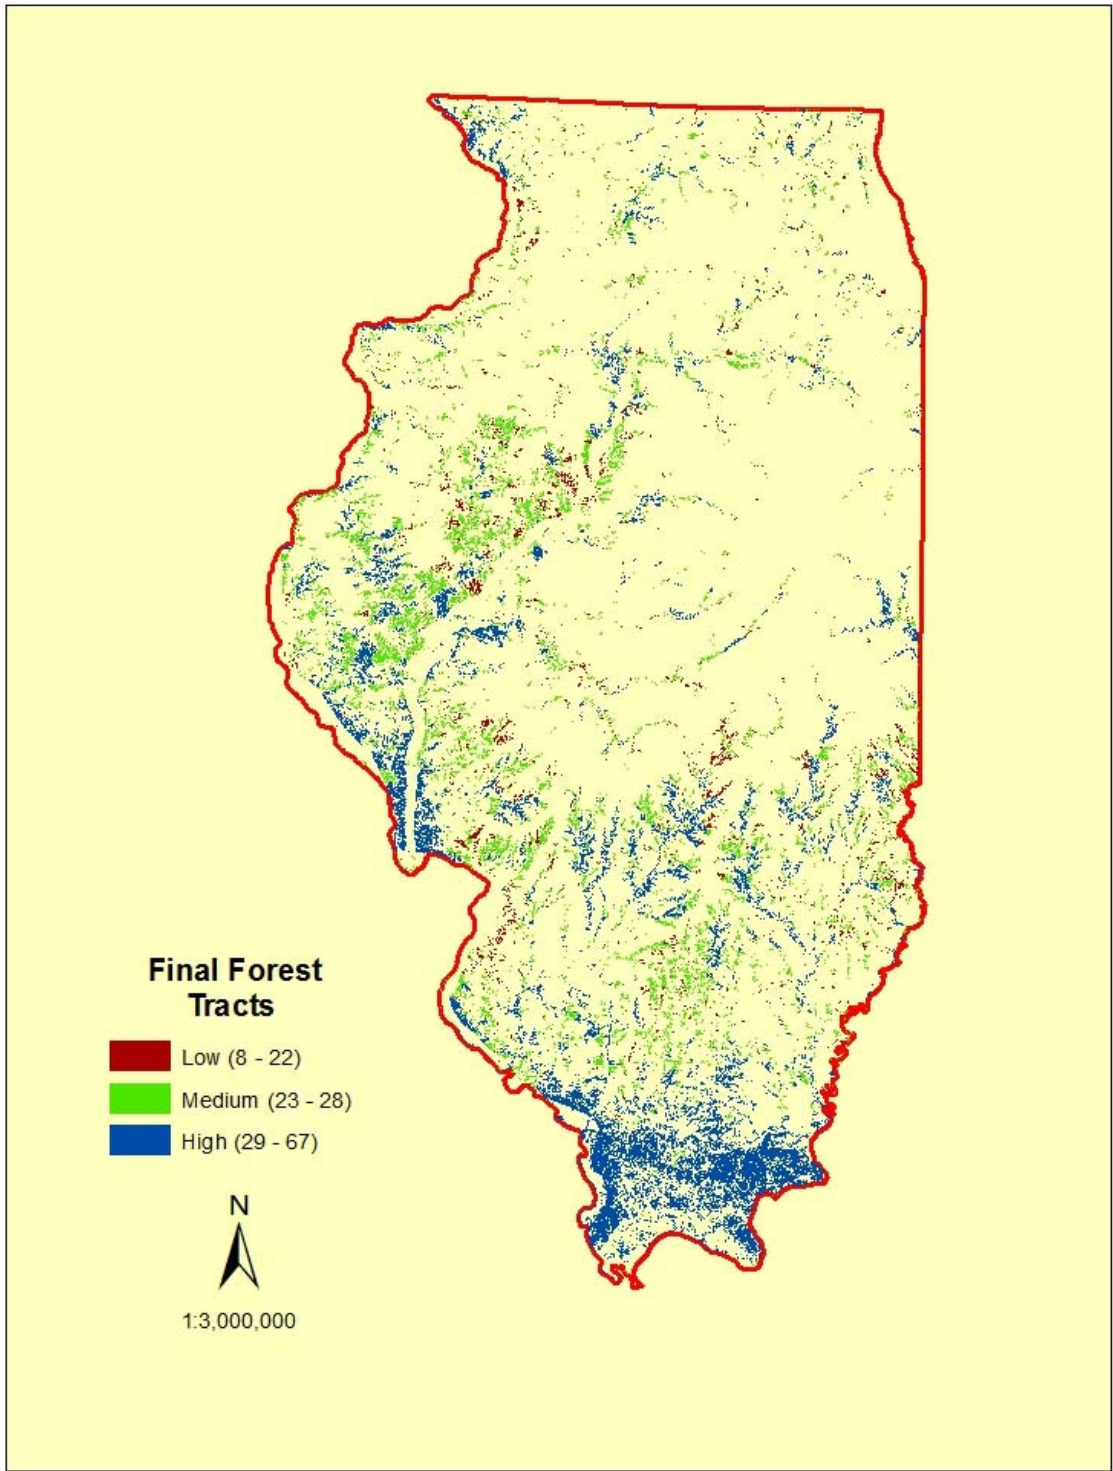 Final Forest
Tracts
Low (8 - 22)
Medium (23 - 28)
High (29 - 67)
N
1:3,000,000